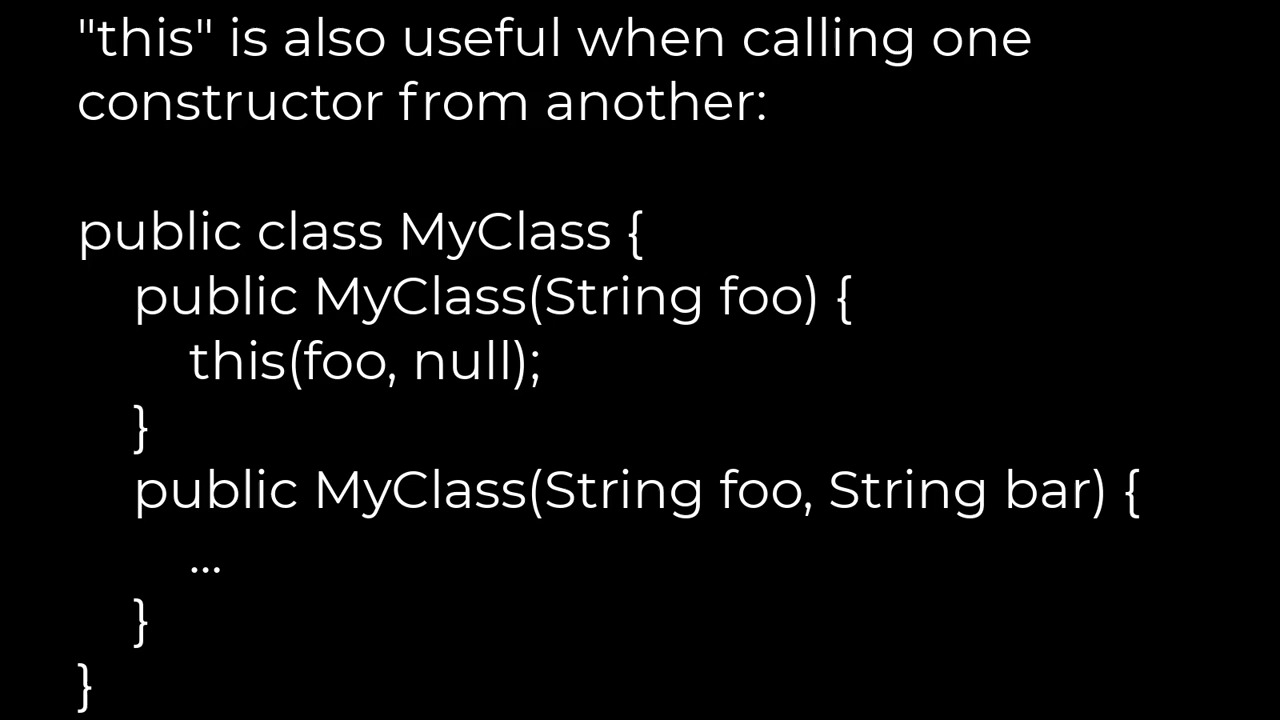 "this" is also useful when calling one
constructor from another:
public class MyClass {
public MyClass(String foo) {
this(foo, null);
}
public MyClass(String foo, String bar) {
...
}
}